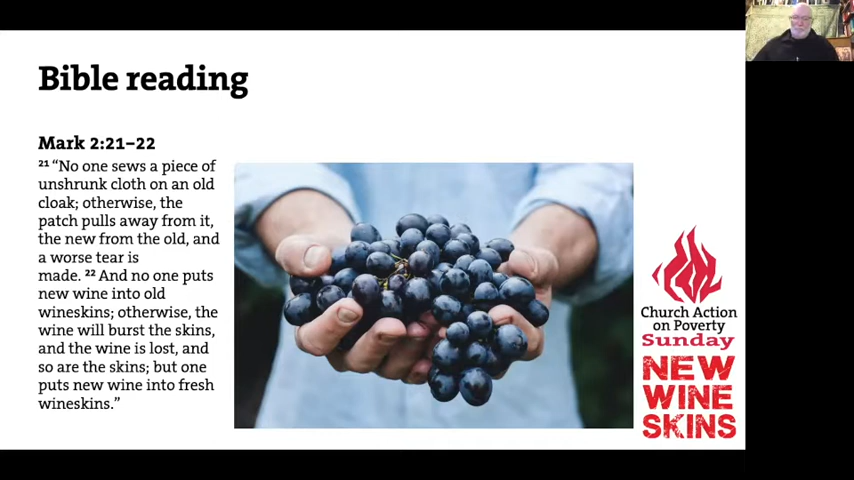 Bible reading
Mark 2:21–22
21 “No one sews a piece of
unshrunk cloth on an old
cloak; otherwise, the
patch pulls away from it,
the new from the old, and
a worse tear is
made. 22 And no one puts
new wine into old
wineskins; otherwise, the
wine will burst the skins,
and the wine is lost, and
so are the skins; but one
puts new wine into fresh
wineskins.”
Church Action
on Poverty
Sunday
NEW
WINE
SKINS